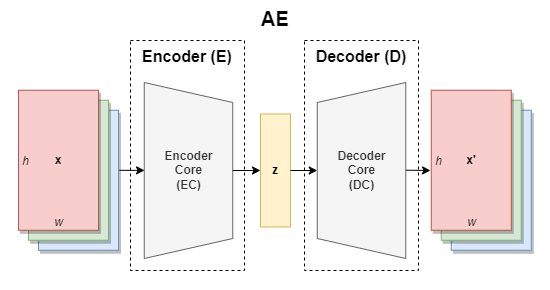 AE
Encoder (E)
Decoder (D)
h
x
w
Encoder
Core
(EC)
z
Decoder
Core
(DC)
h
x'
w